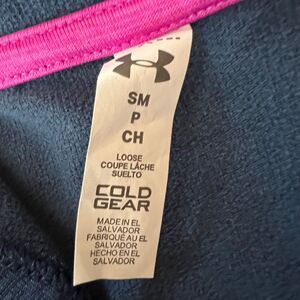 SM
P
CH
LOOSE
COUPE LÂCHE
SUELTO
COLD
GEAR
MADE IN EL
SALVADOR
FABRIQUÉ AU EL
SALVADOR
HECHO EN EL
SALVADOR